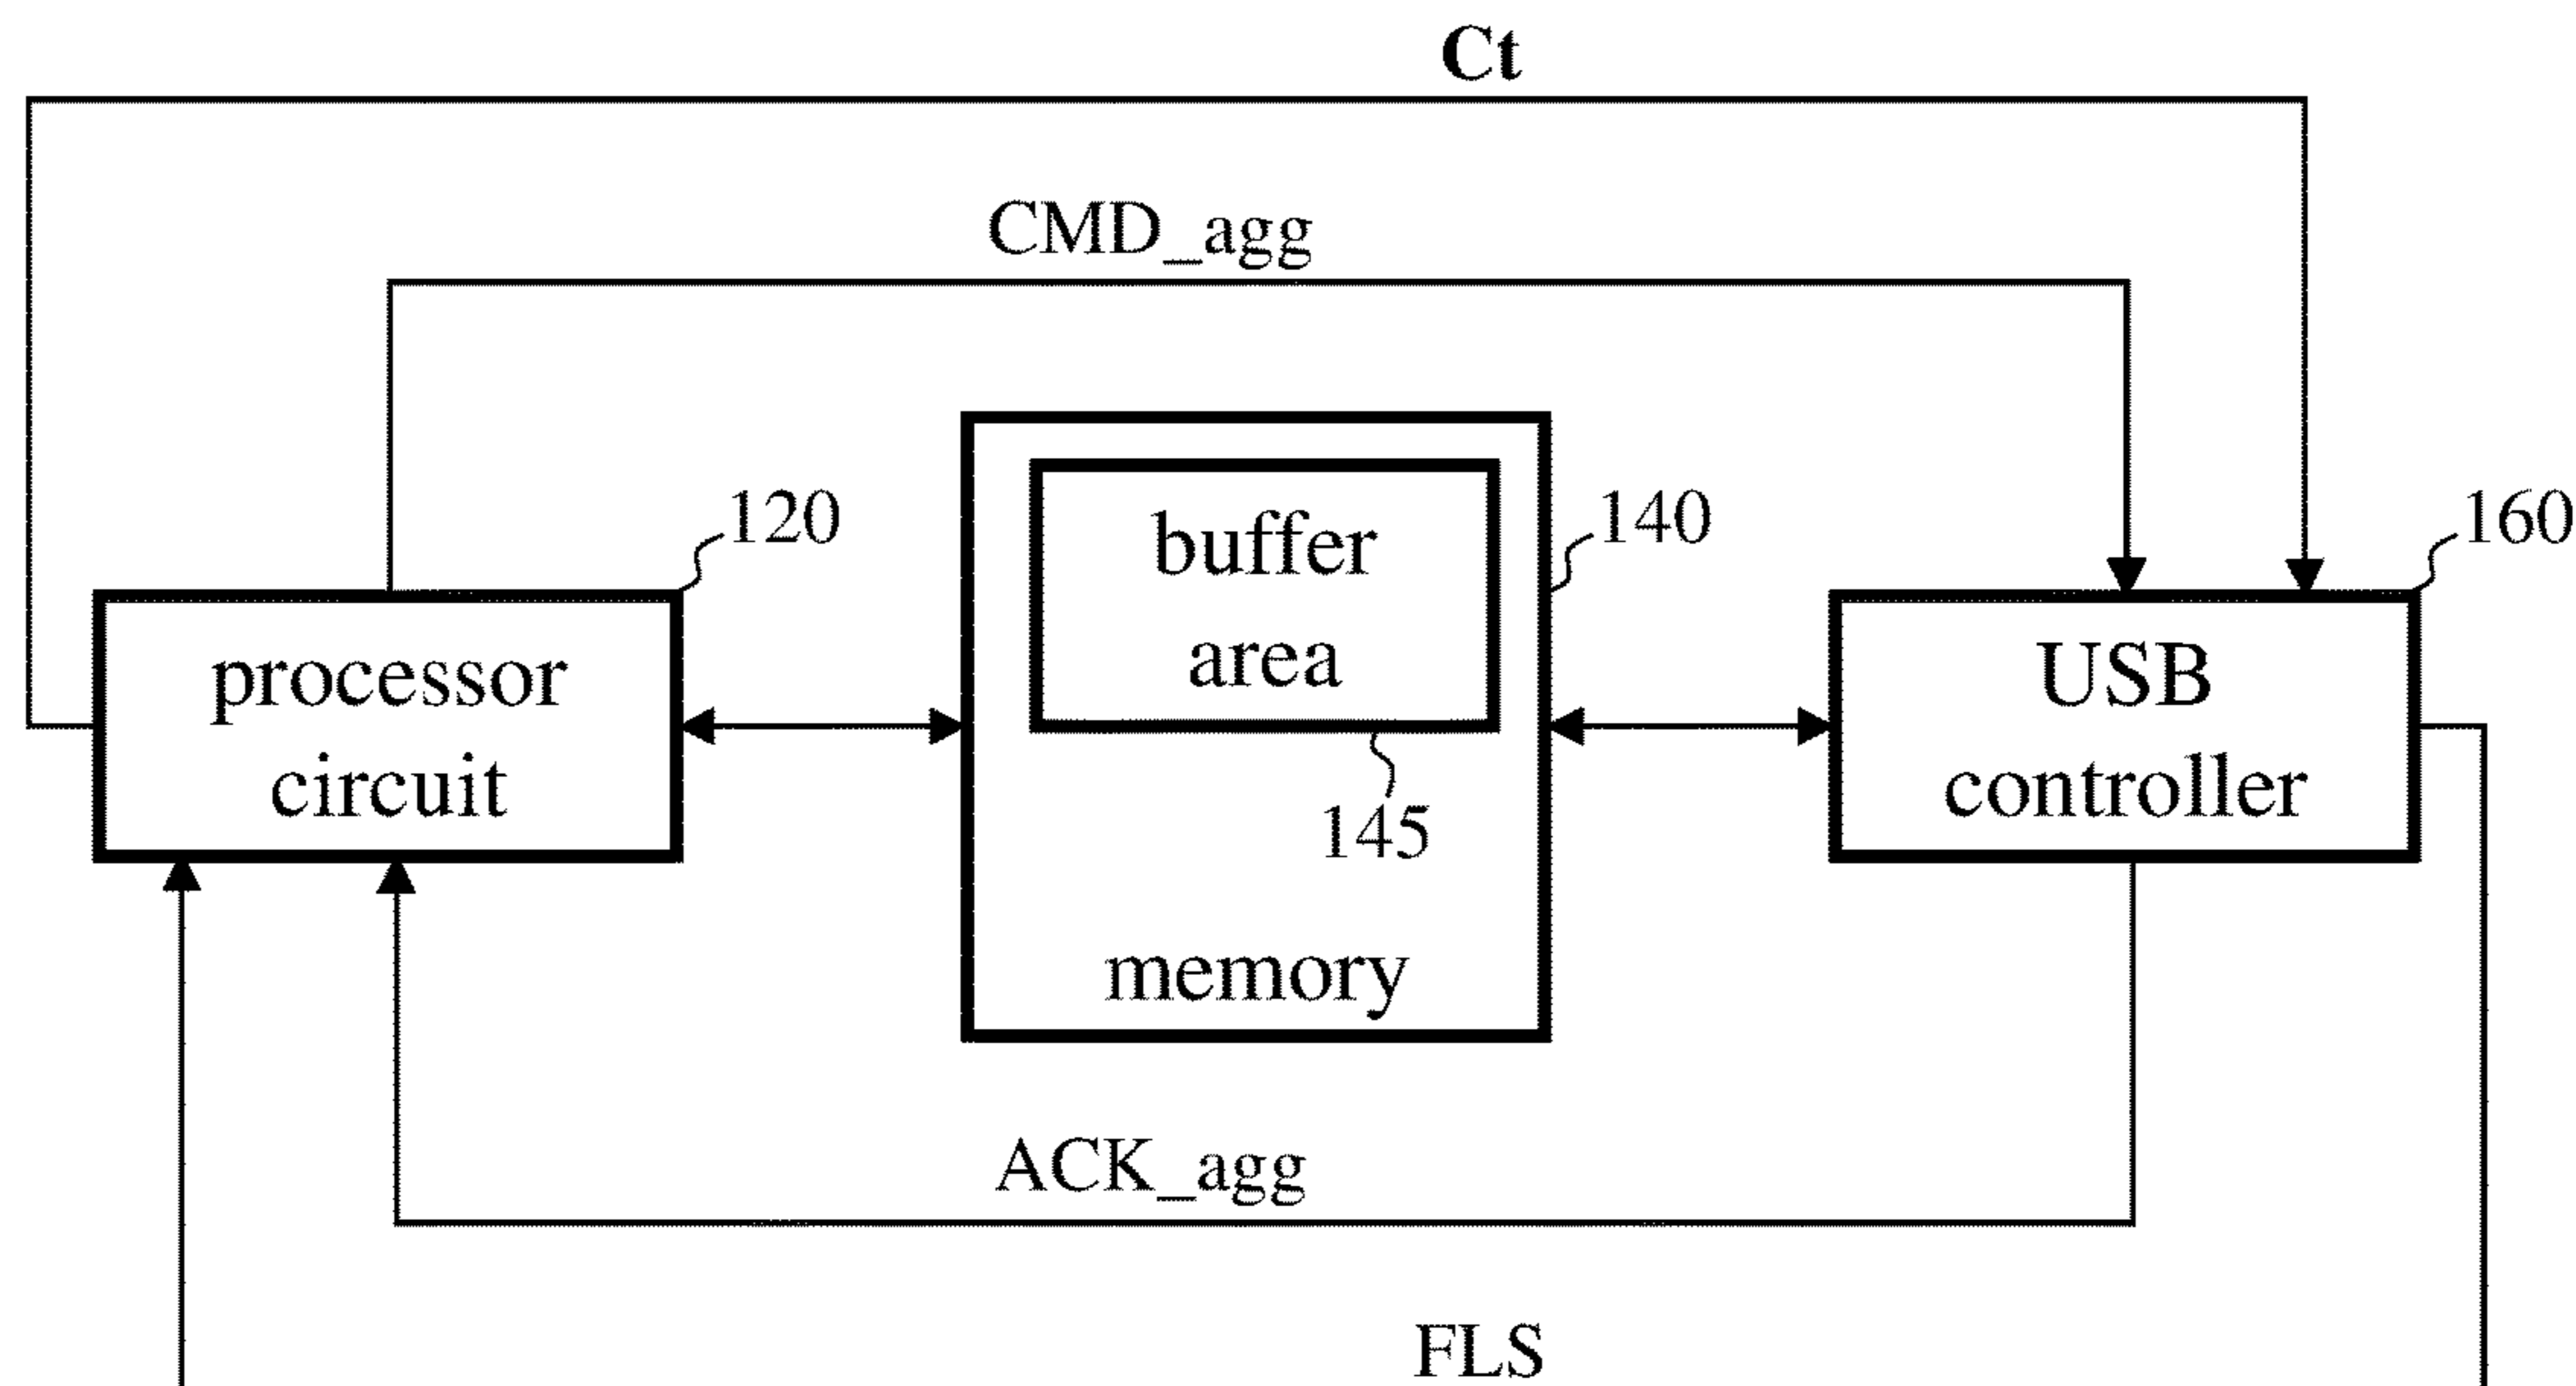 Ct
CMD_agg
120
140
160
buffer
area
145
processor
circuit
USB
controller
memory
ACK_agg
FLS